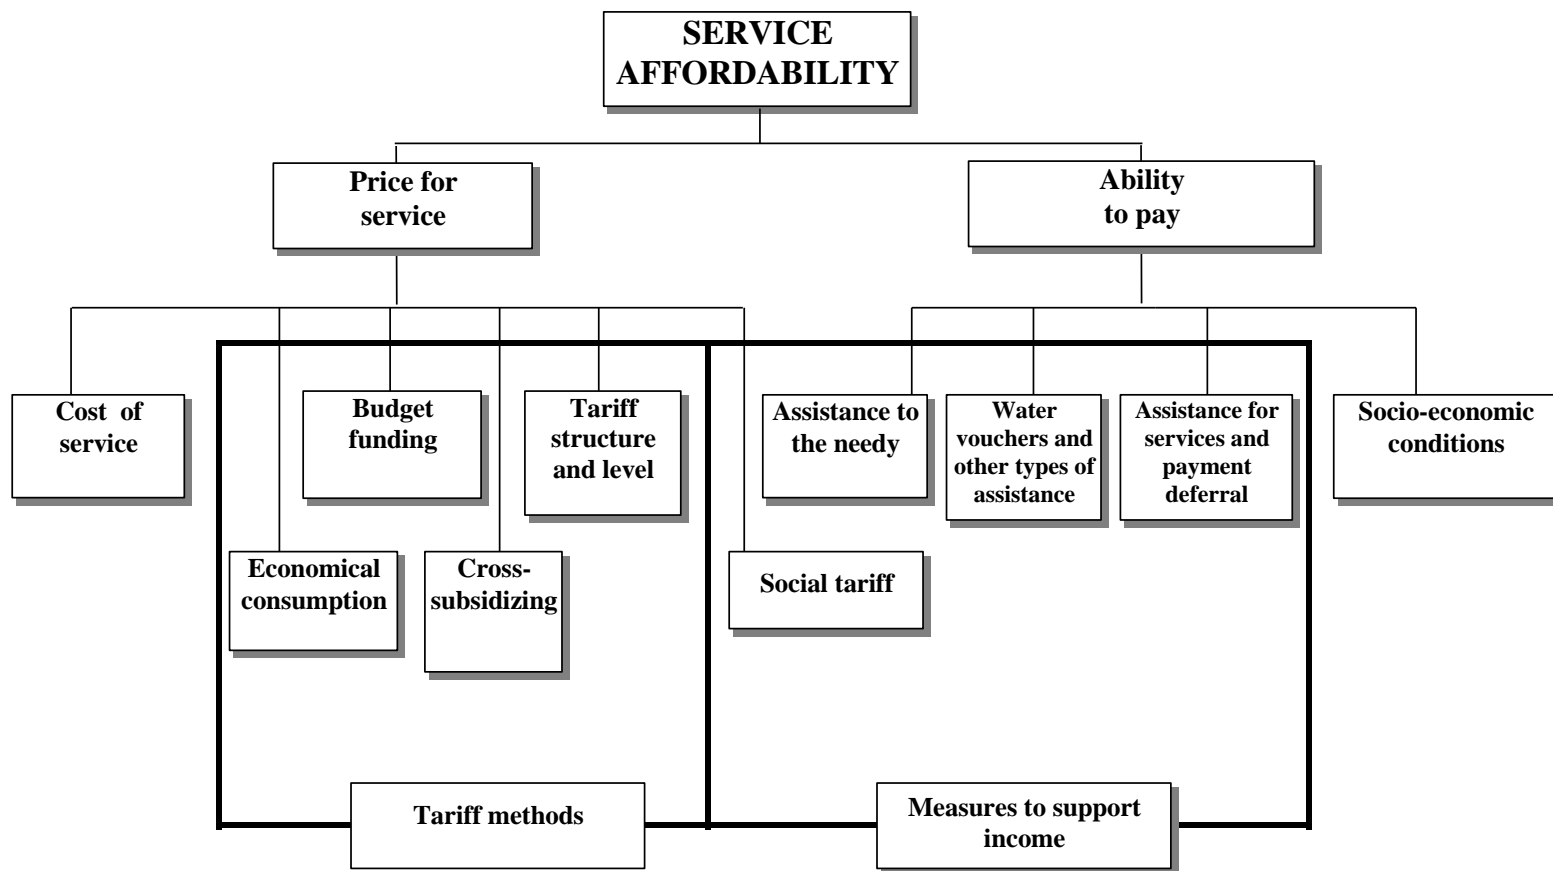 SERVICE
AFFORDABILITY
Price for
service
Ability
to pay
Cost of
service
Budget
funding
Tariff
structure
and level
Assistance to
the needy
Water
vouchers and
other types of
assistance
Assistance for
services and
payment
deferral
Socio-economic
conditions
Economical
consumption
Cross-
subsidizing
Social tariff
Tariff methods
Measures to support
income